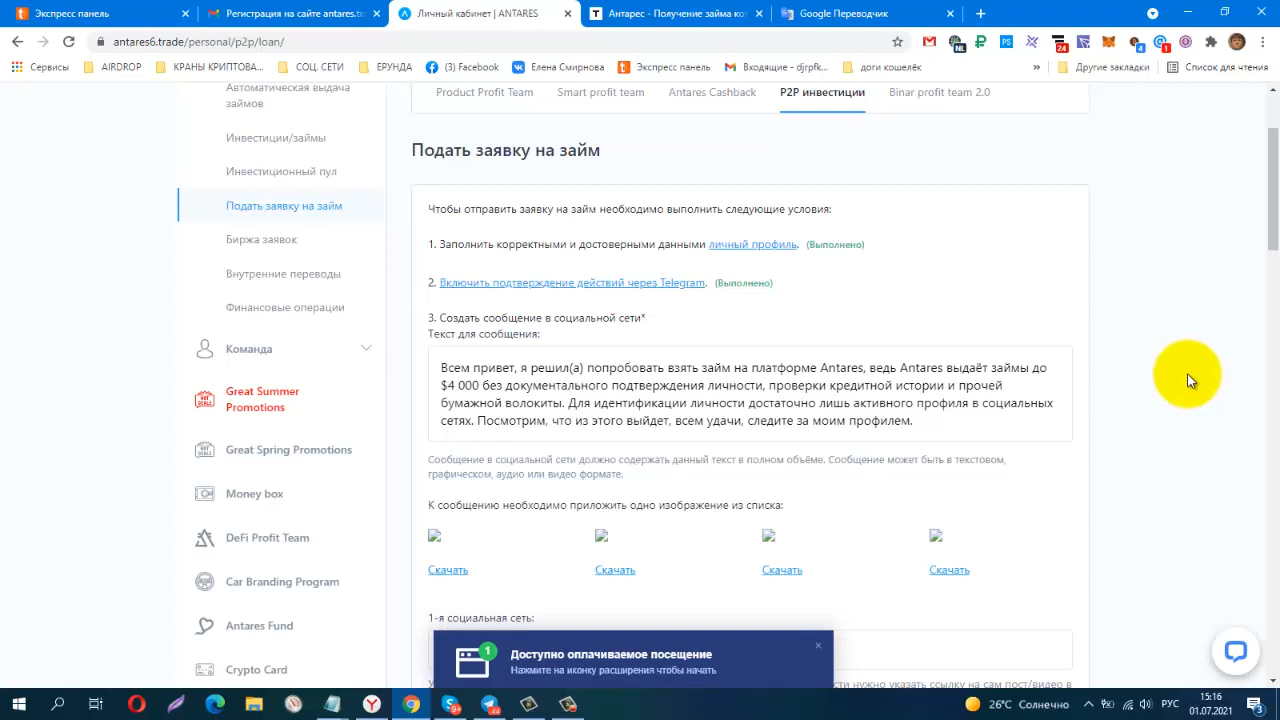 Экспресс панель
Регистрация на сайте antares.tra
Личный кабинет | ANTARES
Антарес - Получение займа кот
Google Переводчик
antares6.trade/personal/p2p/loan/
Сервисы
AIRDROP
КРАНЫ КРИПТОВА...
СОЦ. СЕТИ
ЕРУНДА
(3) Facebook
Елена Смирнова
Экспресс панель
Входящие - djrpfk...
доги кошелёк
»
Другие закладки
Список для чтения
Автоматическая выдача
займов
Инвестиции/займы
Инвестиционный пул
Подать заявку на займ
Биржа заявок
Внутренние переводы
Финансовые операции
Команда
Great Summer
Promotions
Great Spring Promotions
Money box
DeFi Profit Team
Car Branding Program
Antares Fund
Crypto Card
Product Profit Team
Smart profit team
Antares Cashback
P2P инвестиции
Binar profit team 2.0
Подать заявку на займ
Чтобы отправить заявку на займ необходимо выполнить следующие условия:
1. Заполнить корректными и достоверными данными личный профиль. (Выполнено)
2. Включить подтверждение действий через Telegram. (Выполнено)
3. Создать сообщение в социальной сети*
Текст для сообщения:
Всем привет, я решил(а) попробовать взять займ на платформе Antares, ведь Antares выдаёт займы до
$4 000 без документального подтверждения личности, проверки кредитной истории и прочей
бумажной волокиты. Для идентификации личности достаточно лишь активного профиля в социальных
сетях. Посмотрим, что из этого выйдет, всем удачи, следите за моим профилем.
Сообщение в социальной сети должно содержать данный текст в полном объёме. Сообщение может быть в текстовом,
графическом, аудио или видео формате.
К сообщению необходимо приложить одно изображение из списка:
Скачать
Скачать
Скачать
Скачать
1-я социальная сеть:
1
Доступно оплачиваемое посещение
Нажмите на иконку расширения чтобы начать
сти нужно указать ссылку на сам пост/видео в
26°C Солнечно
РУС
15:16
01.07.2021